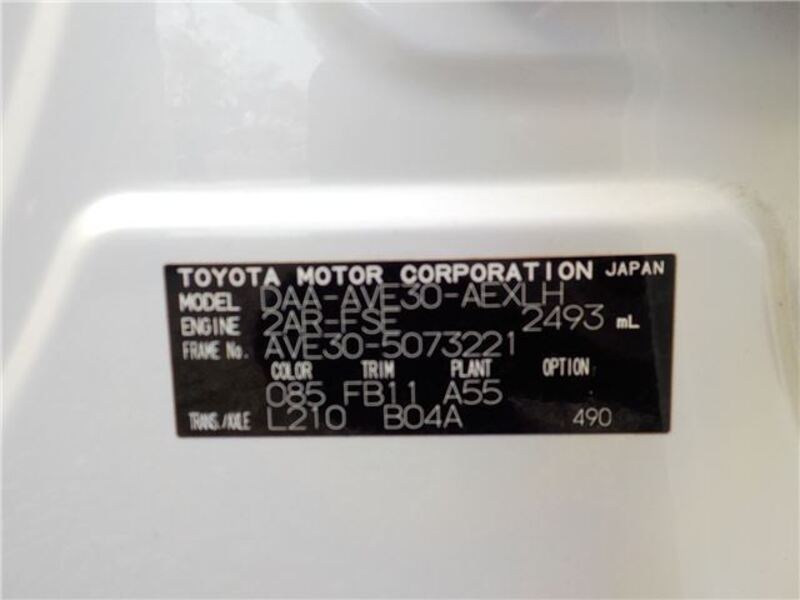 TOYOTA MOTOR CORPORATION JAPAN
MODEL DAA-AVE30-AEXLH
ENGINE 2AR-FSE 2493 mL
FRAME No. AVE30-5073221
COLOR TRIM PLANT OPTION
085 FB11 A55
TRANS./AXLE L210 B04A 490